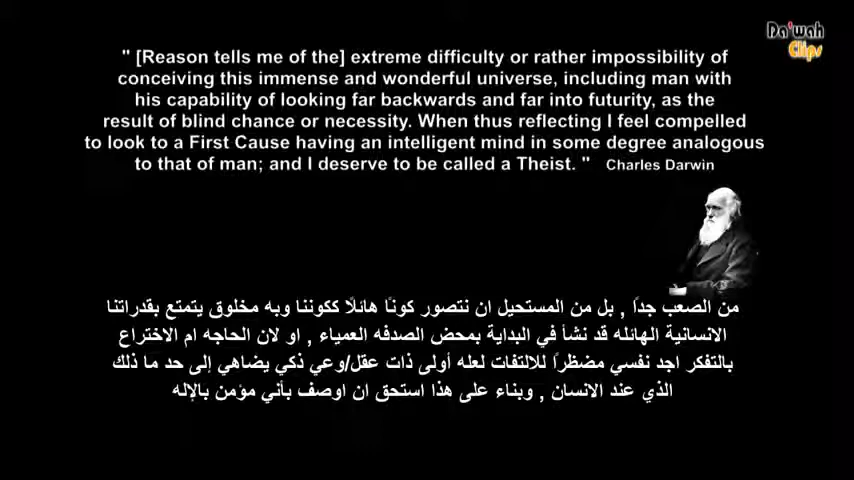 Da'wah
Clips
" [Reason tells me of the] extreme difficulty or rather impossibility of
conceiving this immense and wonderful universe, including man with
his capability of looking far backwards and far into futurity, as the
result of blind chance or necessity. When thus reflecting I feel compelled
to look to a First Cause having an intelligent mind in some degree analogous
to that of man; and I deserve to be called a Theist. " Charles Darwin
من الصعب جدًا , بل من المستحيل ان نتصور كونًا هائلًا ككوننا وبه مخلوق يتمتع بقدراتنا
الانسانية الهائله قد نشأ في البداية بمحض الصدفه العمياء , او لان الحاجه ام الاختراع
بالتفكر اجد نفسي مضظرًا للالتفات لعله أولى ذات عقل/وعي ذكي يضاهي إلى حد ما ذلك
الذي عند الانسان , وبناء على هذا استحق ان اوصف بأني مؤمن بالإله